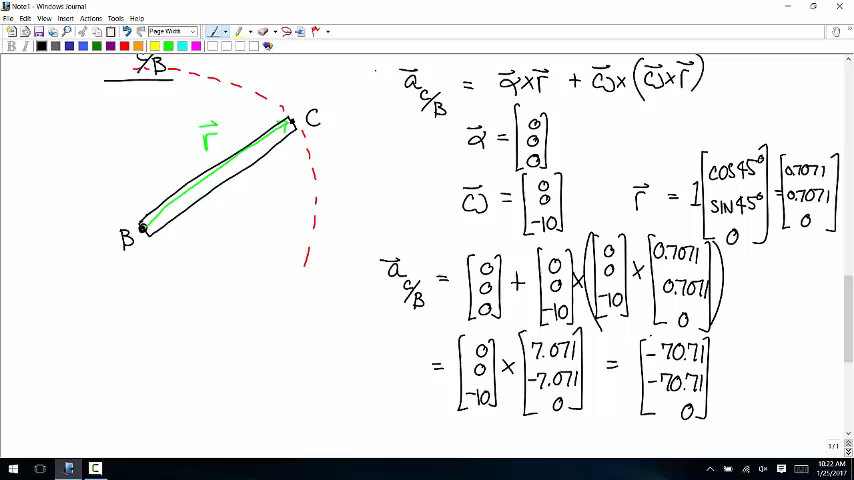 Note1 - Windows Journal
File Edit View Insert Actions Tools Help
Page Width
B I
C/B
r⃗
C
B
a⃗ C/B = α⃗ x r⃗ + ω⃗ x (ω⃗ x r⃗)
α⃗ = [0 0 0]
ω⃗ = [0 0 -10] r⃗ = 1 [cos45° sin45° 0] = [0.7071 0.7071 0]
a⃗ C/B = [0 0 0] + [0 0 -10] x ([0 0 -10] x [0.7071 0.7071 0])
= [0 0 -10] x [7.071 -7.071 0] = [-70.71 -70.71 0]
1/1
10:22 AM
1/25/2017